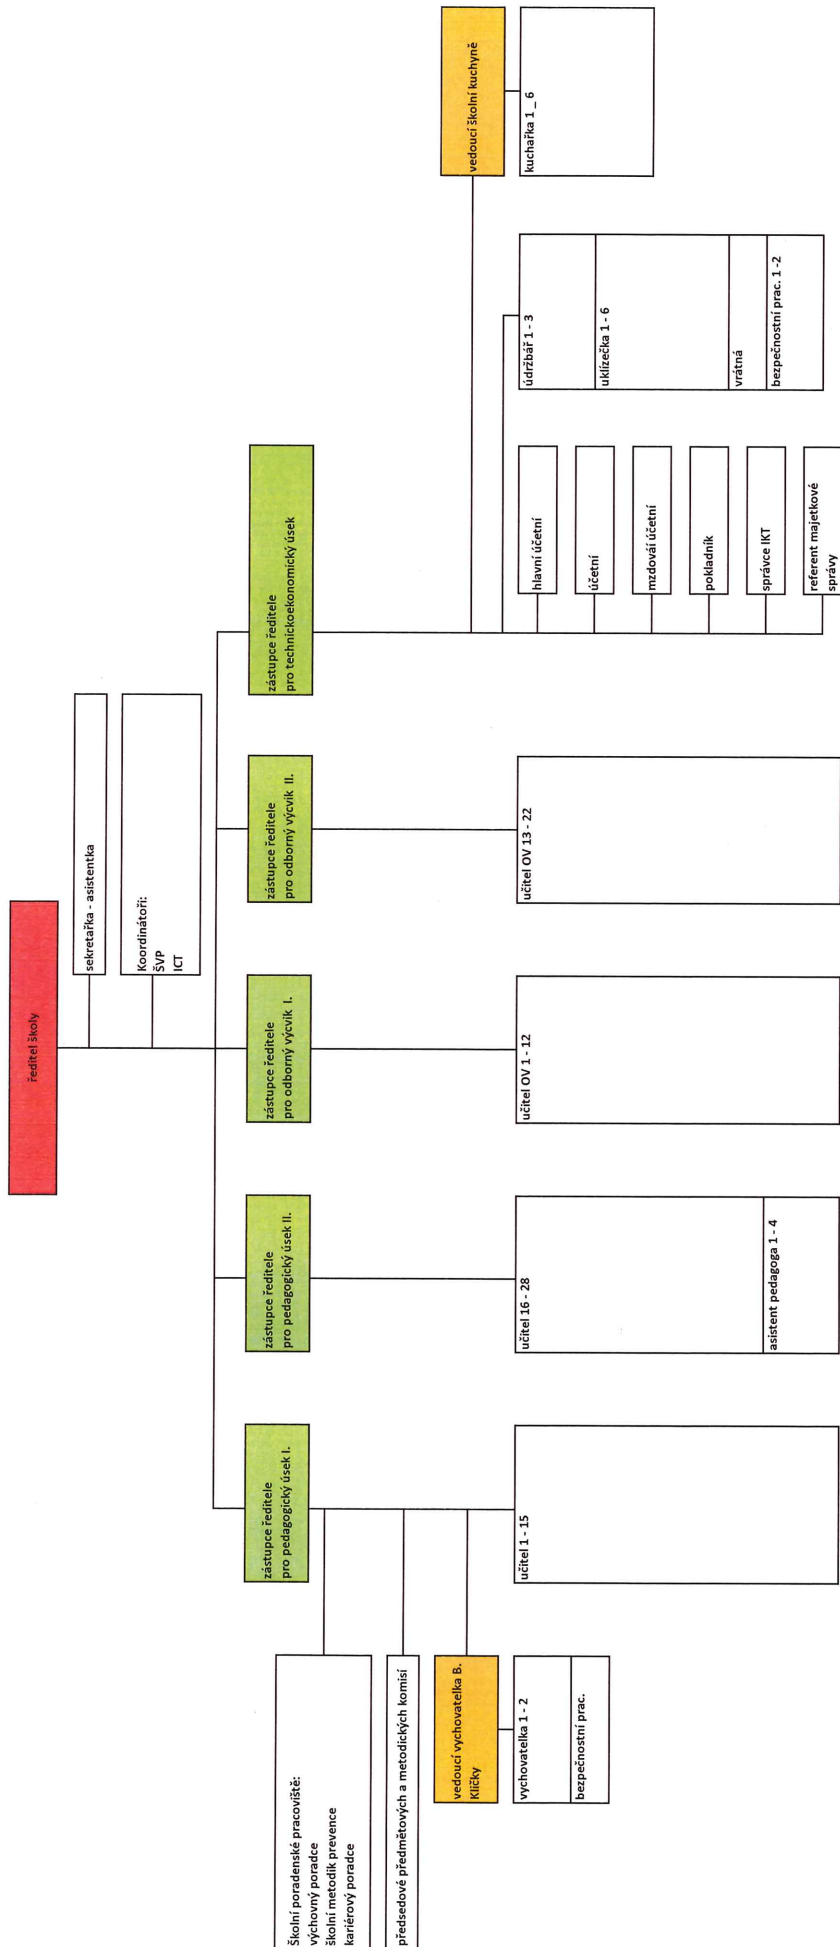 ředitel školy
sekretařka - asistentka
Koordinátoři:
ŠVP
ICT
zástupce ředitele
pro pedagogický úsek I.
zástupce ředitele
pro pedagogický úsek II.
zástupce ředitele
pro odborný výcvik I.
zástupce ředitele
pro odborný výcvik II.
zástupce ředitele
pro technickoekonomický úsek
Školní poradenské pracoviště:
výchovný poradce
školní metodik prevence
kariérový poradce
předsedové předmětových a metodických komisí
vedoucí vychovatelka B.
Kličky
vychovatelka 1 - 2
bezpečnostní prac.
učitel 1 - 15
učitel 16 - 28
asistent pedagoga 1 - 4
učitel OV 1 - 12
učitel OV 13 - 22
hlavní účetní
účetní
mzdováí účetní
pokladník
správce IKT
referent majetkové
správy
údržbář 1 - 3
uklízečka 1 - 6
vrátná
bezpečnostní prac. 1 -2
vedoucí školní kuchyně
kuchařka 1 _ 6